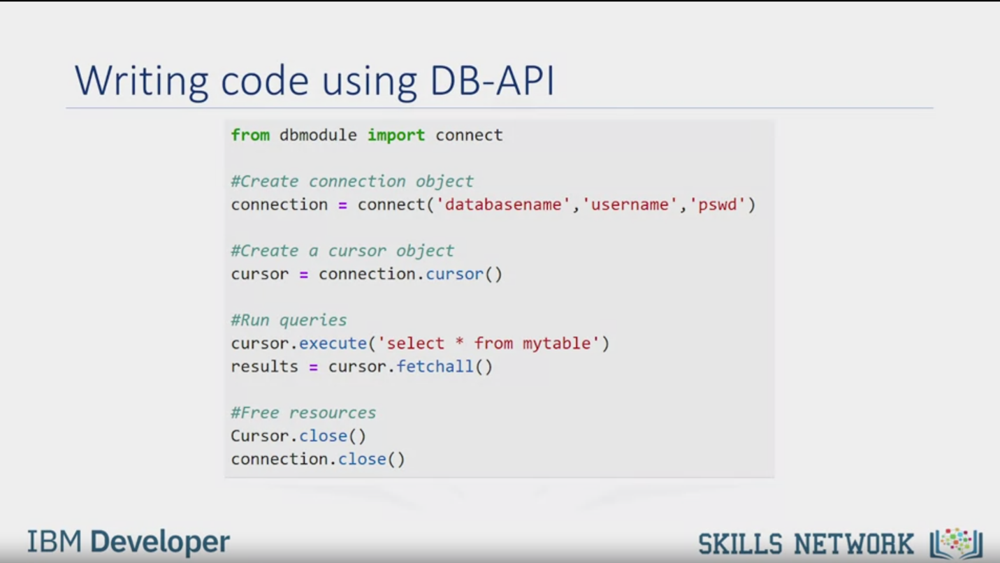 Writing code using DB-API
from dbmodule import connect
#Create connection object
connection = connect('databasename','username','pswd')
#Create a cursor object
cursor = connection.cursor()
#Run queries
cursor.execute('select * from mytable')
results = cursor.fetchall()
#Free resources
Cursor.close()
connection.close()
IBM Developer
SKILLS NETWORK